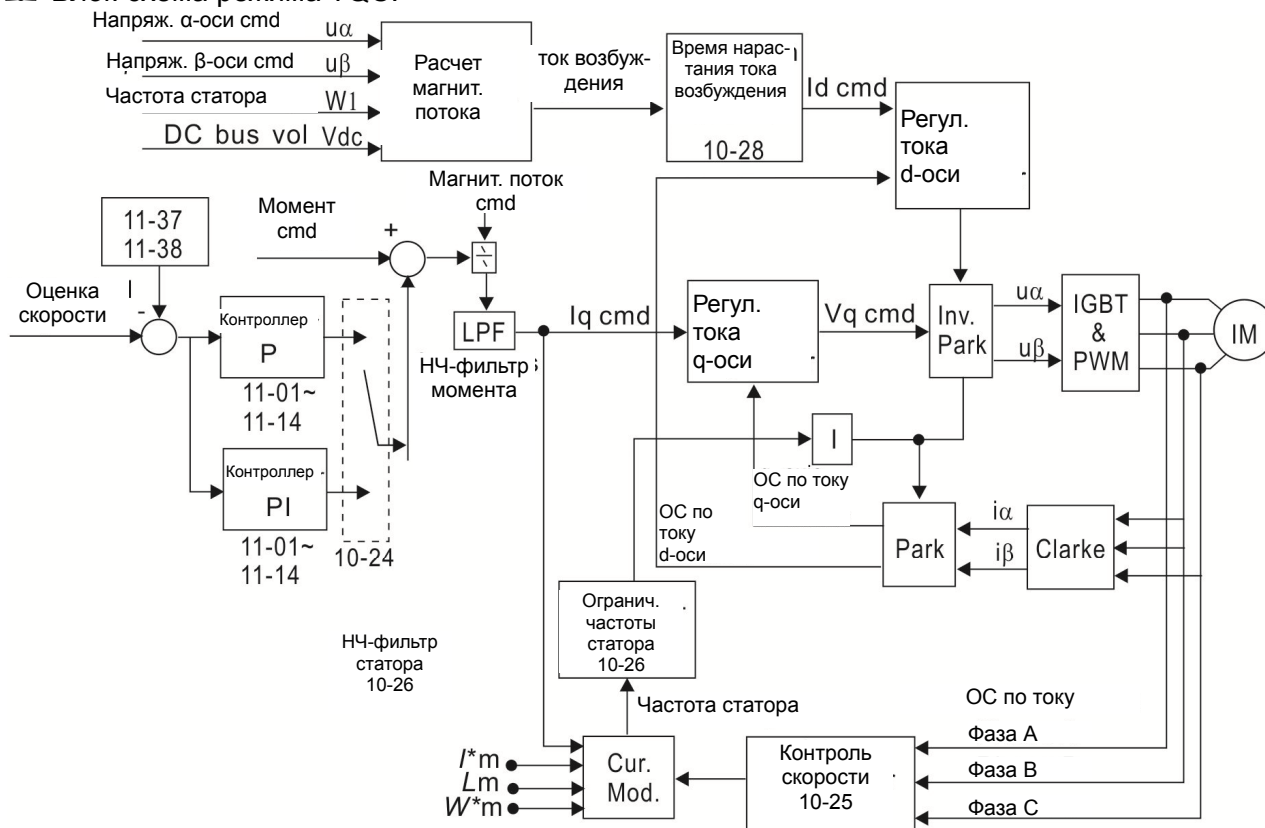 Напряж. α-оси cmd
uα
Напряж. β-оси cmd
uβ
Частота статора
W1
DC bus vol Vdc
Расчет
магнит.
потока
ток возбуж-
дения
Время нарас-
тания тока
возбуждения
10-28
Id cmd
Регул.
тока
d-оси
11-37
11-38
Момент
cmd
+
Магнит. поток
cmd
÷
Оценка
скорости
I
-
Контроллер
P
11-01~
11-14
Контроллер
PI
11-01~
11-14
10-24
LPF
НЧ-фильтр
момента
Iq cmd
Регул.
тока
q-оси
Vq cmd
Inv.
Park
uα
uβ
IGBT
&
PWM
IM
I
ОС по току
q-оси
ОС по
току
d-оси
Park
iα
iβ
Clarke
Огранич.
частоты
статора
10-26
НЧ-фильтр
статора
10-26
Частота статора
ОС по току
Фаза A
Фаза B
Фаза C
I*m
Lm
W*m
Cur.
Mod.
Контроль
скорости
10-25